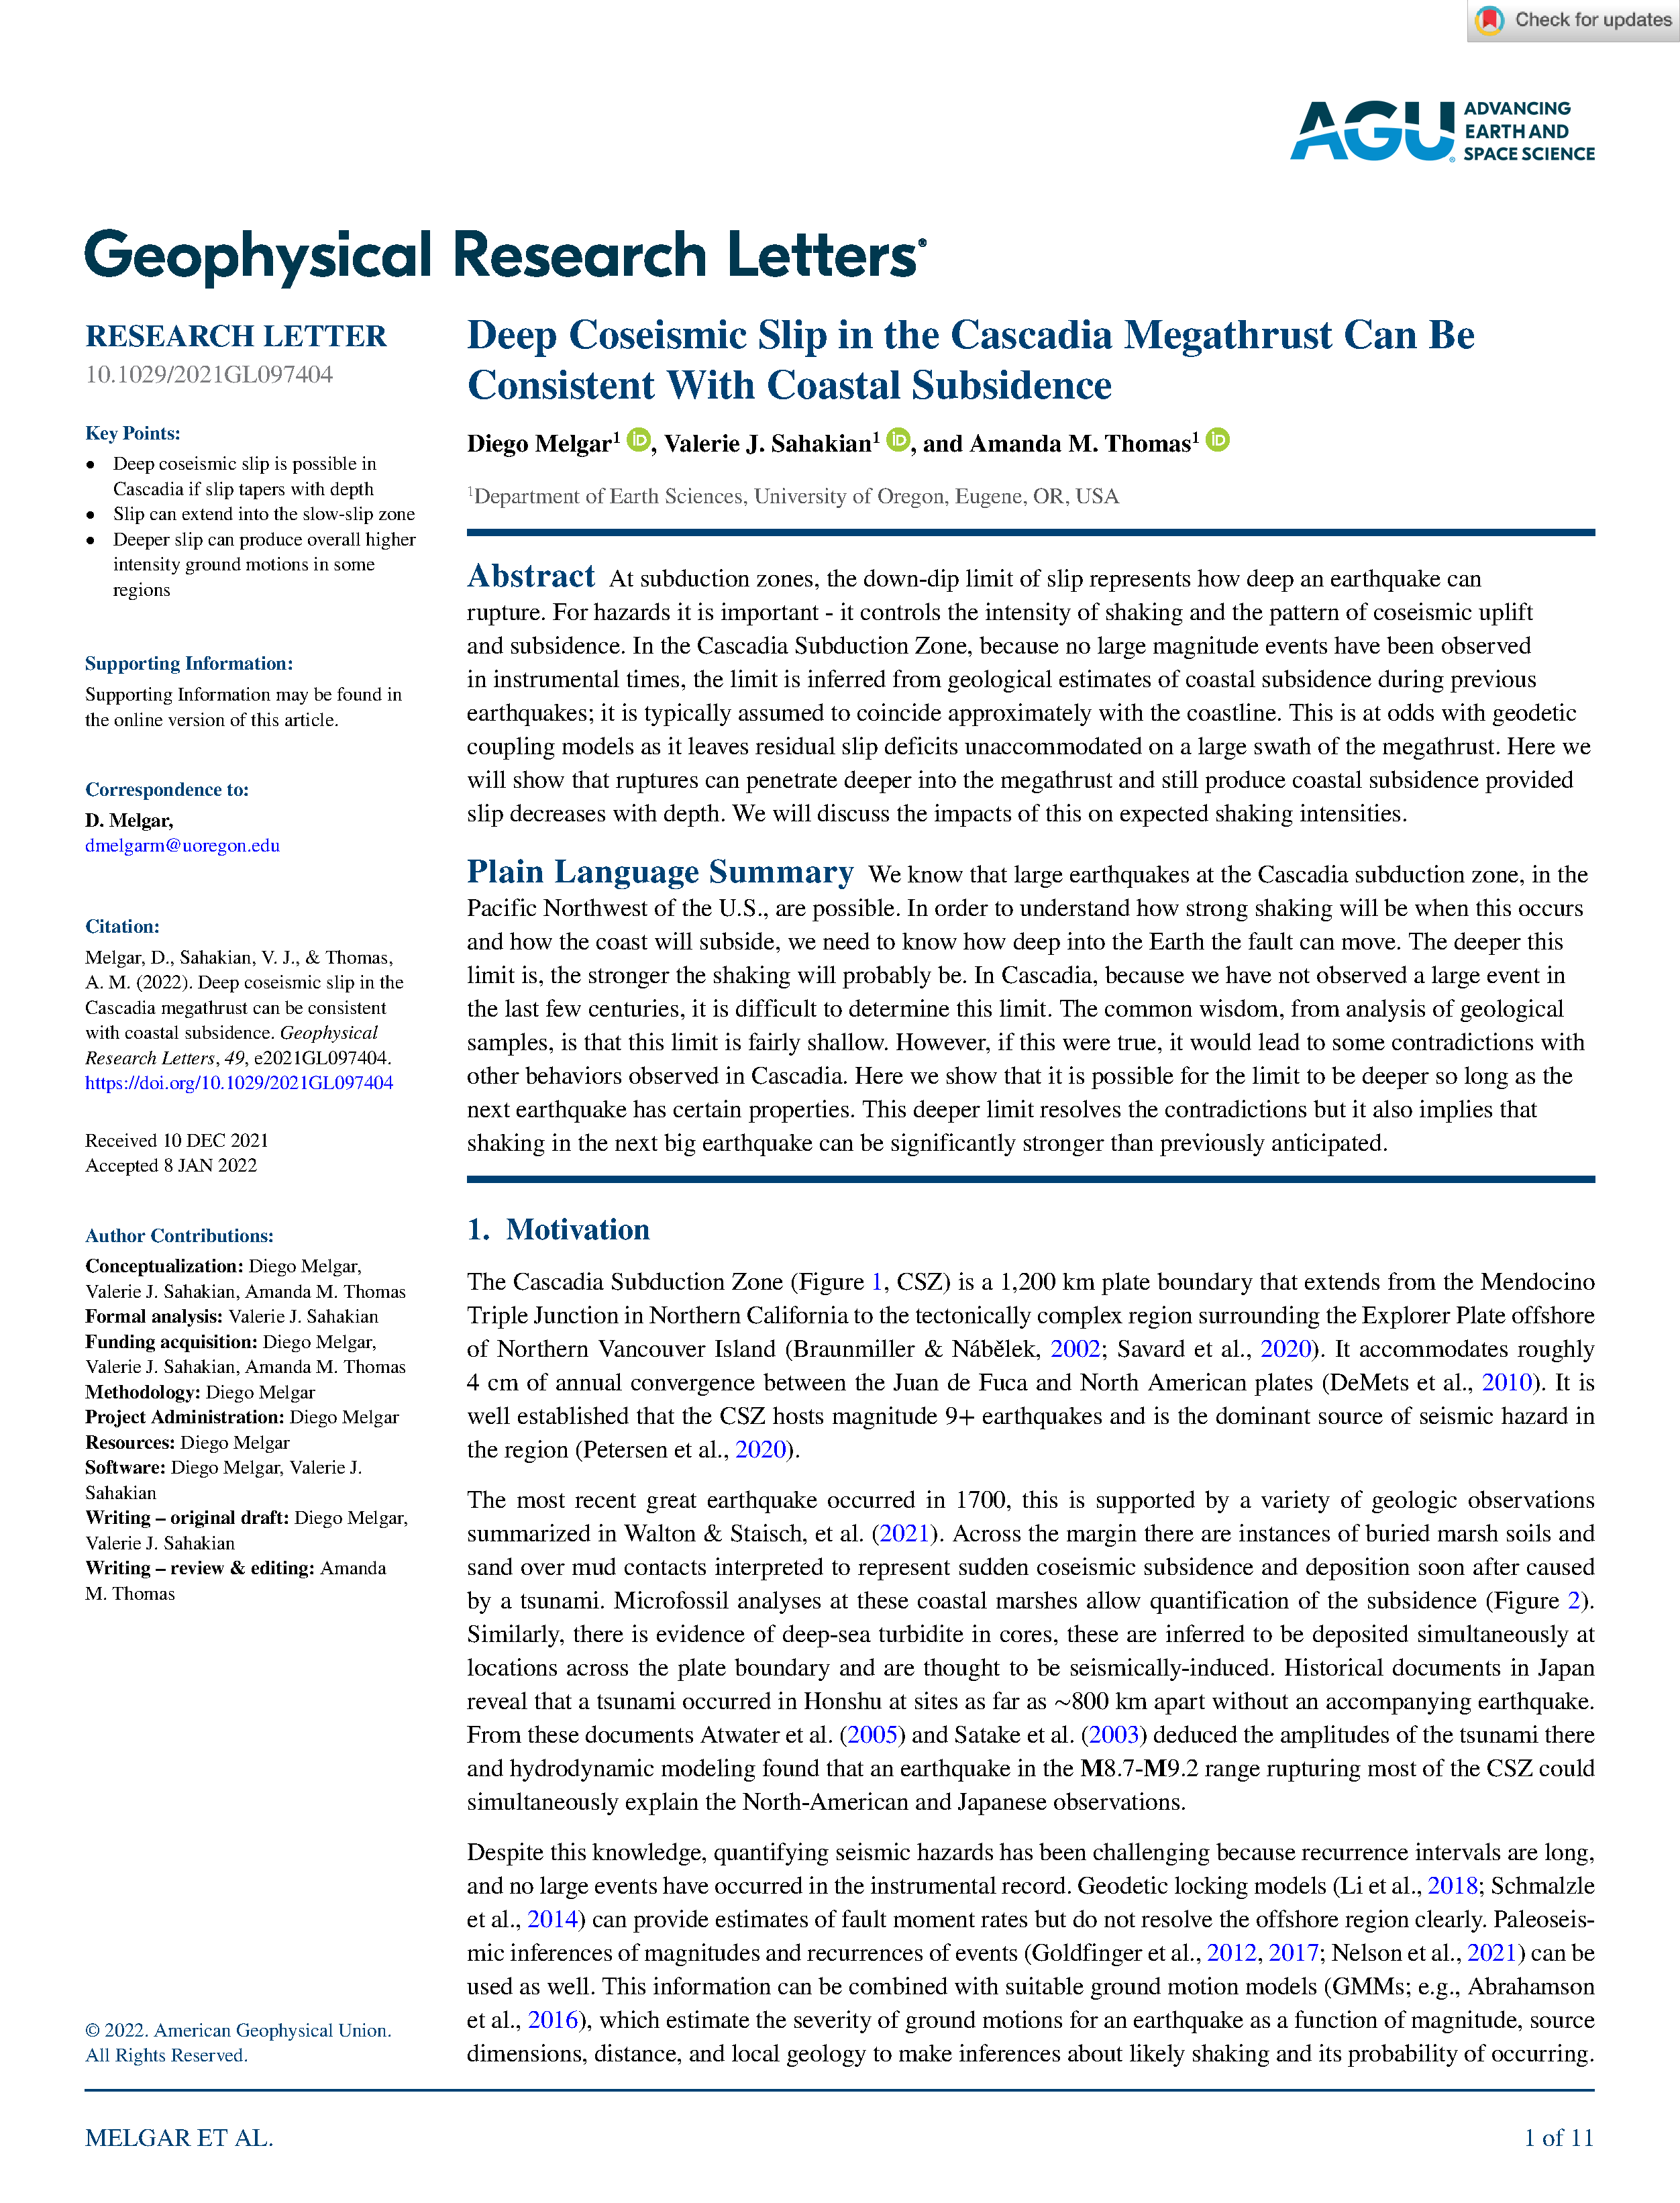 Check for updates
AGU
ADVANCING
EARTH AND
SPACE SCIENCE
Geophysical Research Letters®
RESEARCH LETTER
10.1029/2021GL097404
Key Points:
• Deep coseismic slip is possible in
Cascadia if slip tapers with depth
• Slip can extend into the slow-slip zone
• Deeper slip can produce overall higher
intensity ground motions in some
regions
Supporting Information:
Supporting Information may be found in
the online version of this article.
Correspondence to:
D. Melgar,
dmelgarm@uoregon.edu
Citation:
Melgar, D., Sahakian, V. J., & Thomas,
A. M. (2022). Deep coseismic slip in the
Cascadia megathrust can be consistent
with coastal subsidence. Geophysical
Research Letters, 49, e2021GL097404.
https://doi.org/10.1029/2021GL097404
Received 10 DEC 2021
Accepted 8 JAN 2022
Author Contributions:
Conceptualization: Diego Melgar,
Valerie J. Sahakian, Amanda M. Thomas
Formal analysis: Valerie J. Sahakian
Funding acquisition: Diego Melgar,
Valerie J. Sahakian, Amanda M. Thomas
Methodology: Diego Melgar
Project Administration: Diego Melgar
Resources: Diego Melgar
Software: Diego Melgar, Valerie J.
Sahakian
Writing – original draft: Diego Melgar,
Valerie J. Sahakian
Writing – review & editing: Amanda
M. Thomas
© 2022. American Geophysical Union.
All Rights Reserved.
Deep Coseismic Slip in the Cascadia Megathrust Can Be
Consistent With Coastal Subsidence
Diego Melgar1 iD, Valerie J. Sahakian1 iD, and Amanda M. Thomas1 iD
1Department of Earth Sciences, University of Oregon, Eugene, OR, USA
Abstract At subduction zones, the down-dip limit of slip represents how deep an earthquake can
rupture. For hazards it is important - it controls the intensity of shaking and the pattern of coseismic uplift
and subsidence. In the Cascadia Subduction Zone, because no large magnitude events have been observed
in instrumental times, the limit is inferred from geological estimates of coastal subsidence during previous
earthquakes; it is typically assumed to coincide approximately with the coastline. This is at odds with geodetic
coupling models as it leaves residual slip deficits unaccommodated on a large swath of the megathrust. Here we
will show that ruptures can penetrate deeper into the megathrust and still produce coastal subsidence provided
slip decreases with depth. We will discuss the impacts of this on expected shaking intensities.
Plain Language Summary We know that large earthquakes at the Cascadia subduction zone, in the
Pacific Northwest of the U.S., are possible. In order to understand how strong shaking will be when this occurs
and how the coast will subside, we need to know how deep into the Earth the fault can move. The deeper this
limit is, the stronger the shaking will probably be. In Cascadia, because we have not observed a large event in
the last few centuries, it is difficult to determine this limit. The common wisdom, from analysis of geological
samples, is that this limit is fairly shallow. However, if this were true, it would lead to some contradictions with
other behaviors observed in Cascadia. Here we show that it is possible for the limit to be deeper so long as the
next earthquake has certain properties. This deeper limit resolves the contradictions but it also implies that
shaking in the next big earthquake can be significantly stronger than previously anticipated.
1. Motivation
The Cascadia Subduction Zone (Figure 1, CSZ) is a 1,200 km plate boundary that extends from the Mendocino
Triple Junction in Northern California to the tectonically complex region surrounding the Explorer Plate offshore
of Northern Vancouver Island (Braunmiller & Nábělek, 2002; Savard et al., 2020). It accommodates roughly
4 cm of annual convergence between the Juan de Fuca and North American plates (DeMets et al., 2010). It is
well established that the CSZ hosts magnitude 9+ earthquakes and is the dominant source of seismic hazard in
the region (Petersen et al., 2020).
The most recent great earthquake occurred in 1700, this is supported by a variety of geologic observations
summarized in Walton & Staisch, et al. (2021). Across the margin there are instances of buried marsh soils and
sand over mud contacts interpreted to represent sudden coseismic subsidence and deposition soon after caused
by a tsunami. Microfossil analyses at these coastal marshes allow quantification of the subsidence (Figure 2).
Similarly, there is evidence of deep-sea turbidite in cores, these are inferred to be deposited simultaneously at
locations across the plate boundary and are thought to be seismically-induced. Historical documents in Japan
reveal that a tsunami occurred in Honshu at sites as far as ∼800 km apart without an accompanying earthquake.
From these documents Atwater et al. (2005) and Satake et al. (2003) deduced the amplitudes of the tsunami there
and hydrodynamic modeling found that an earthquake in the M8.7-M9.2 range rupturing most of the CSZ could
simultaneously explain the North-American and Japanese observations.
Despite this knowledge, quantifying seismic hazards has been challenging because recurrence intervals are long,
and no large events have occurred in the instrumental record. Geodetic locking models (Li et al., 2018; Schmalzle
et al., 2014) can provide estimates of fault moment rates but do not resolve the offshore region clearly. Paleoseis-
mic inferences of magnitudes and recurrences of events (Goldfinger et al., 2012, 2017; Nelson et al., 2021) can be
used as well. This information can be combined with suitable ground motion models (GMMs; e.g., Abrahamson
et al., 2016), which estimate the severity of ground motions for an earthquake as a function of magnitude, source
dimensions, distance, and local geology to make inferences about likely shaking and its probability of occurring.
MELGAR ET AL.
1 of 11